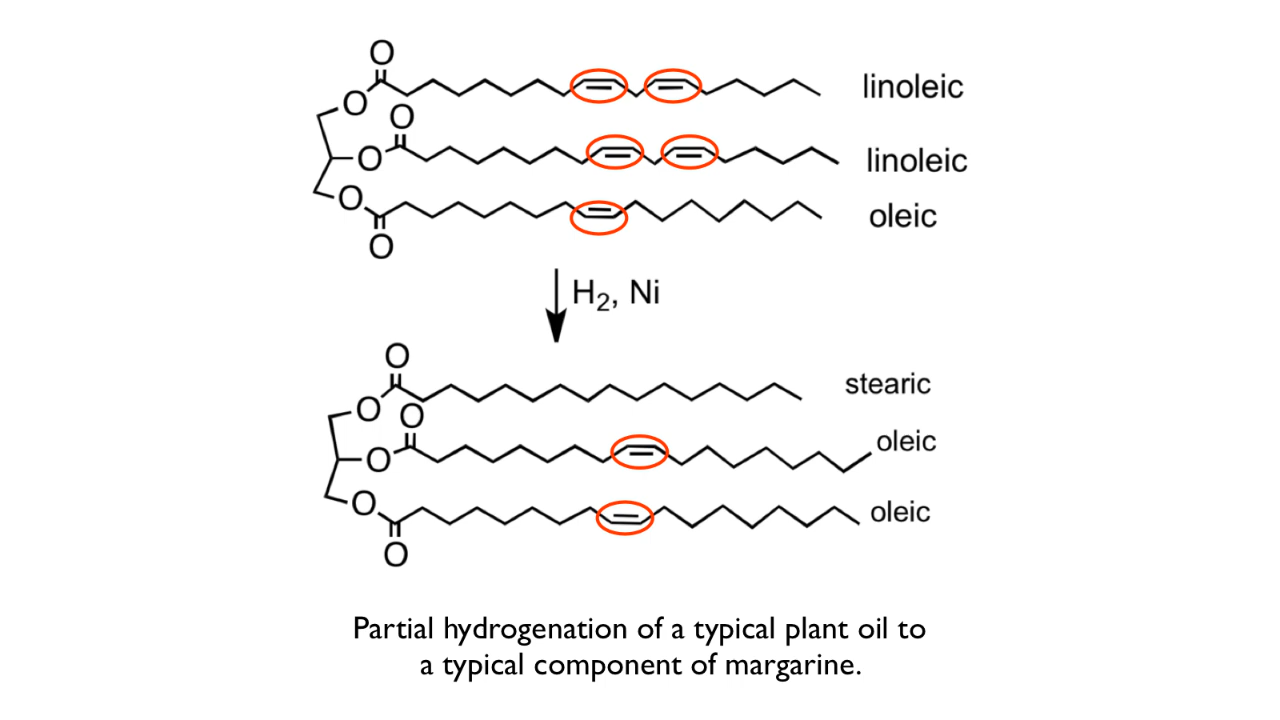 O
linoleic
O
O
linoleic
O
O
oleic
O
H₂, Ni
O
stearic
O
O
oleic
O
O
oleic
O
Partial hydrogenation of a typical plant oil to
a typical component of margarine.